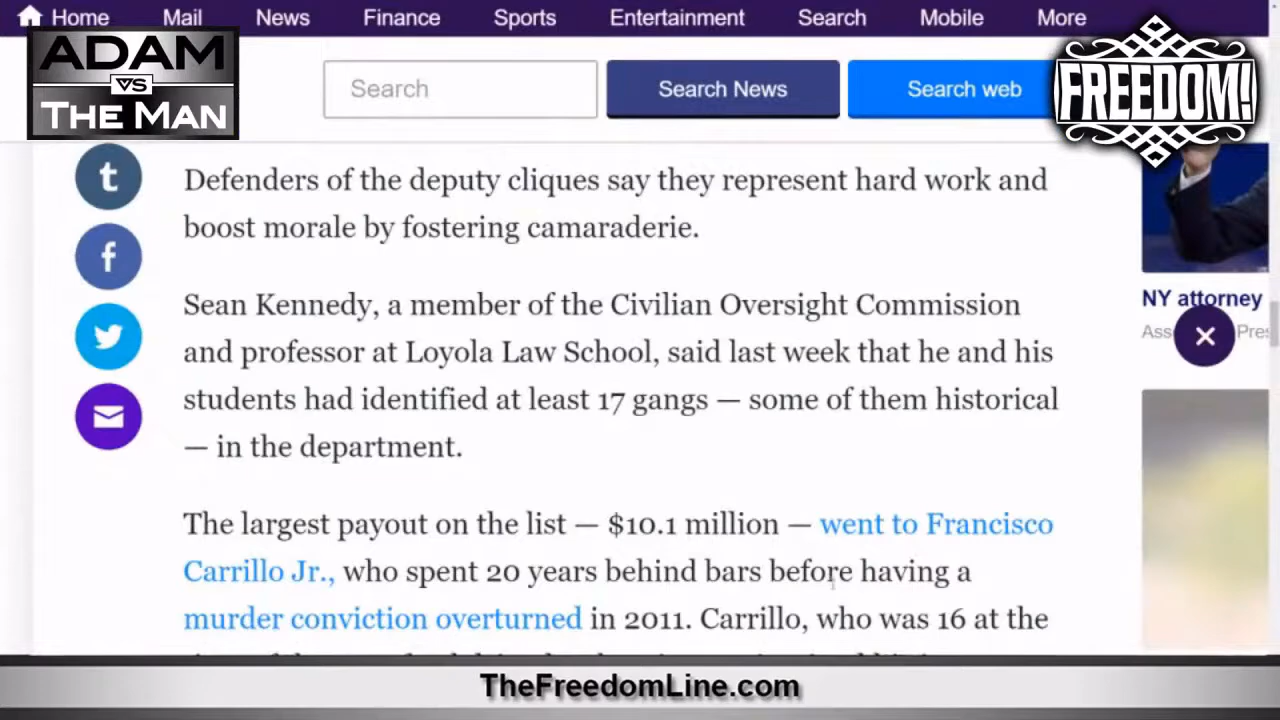 Home Mail News Finance Sports Entertainment Search Mobile More
ADAM
VS
THE MAN
Search
Search News
Search web
FREEDOM!
t
f
Defenders of the deputy cliques say they represent hard work and
boost morale by fostering camaraderie.
Sean Kennedy, a member of the Civilian Oversight Commission
and professor at Loyola Law School, said last week that he and his
students had identified at least 17 gangs — some of them historical
— in the department.
The largest payout on the list — $10.1 million — went to Francisco
Carrillo Jr., who spent 20 years behind bars before having a
murder conviction overturned in 2011. Carrillo, who was 16 at the
NY attorney
TheFreedomLine.com